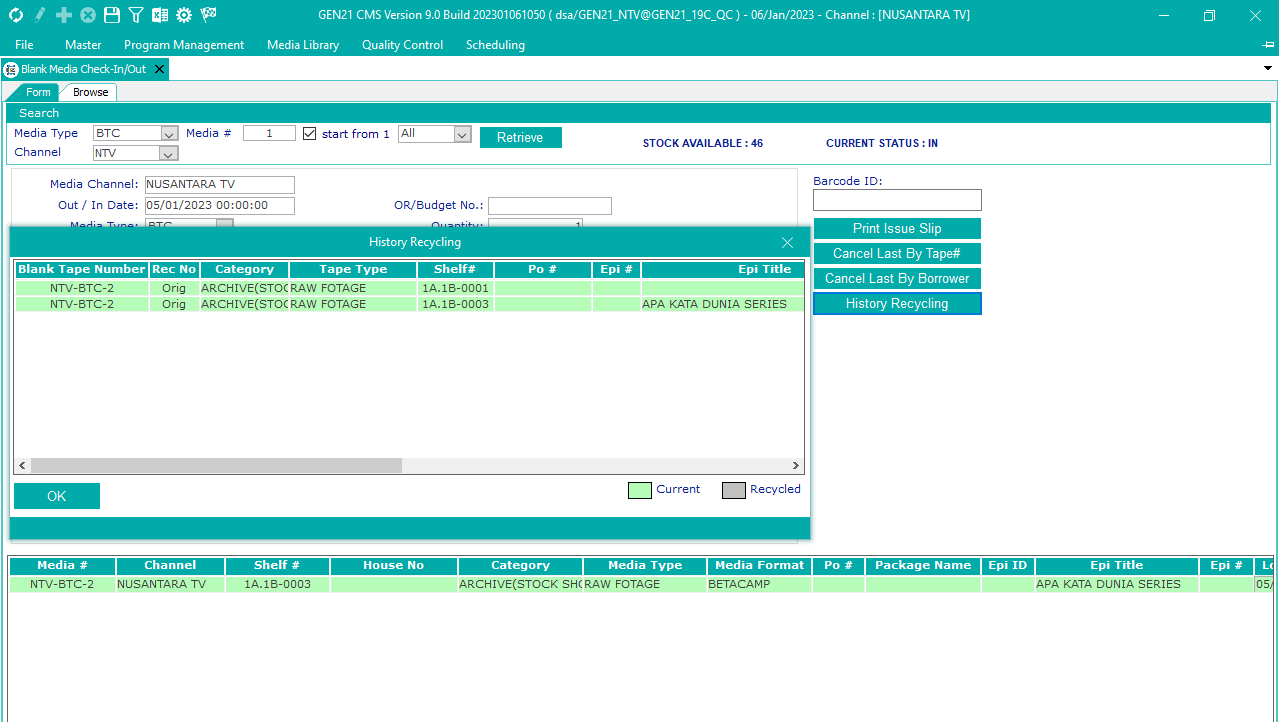 GEN21 CMS Version 9.0 Build 202301061050 ( dsa/GEN21_NTV@GEN21_19C_QC ) - 06/Jan/2023 - Channel : [NUSANTARA TV]
File Master Program Management Media Library Quality Control Scheduling
Blank Media Check-In/Out
Form Browse
Search
Media Type BTC Media # 1 start from 1 All Retrieve
STOCK AVAILABLE : 46 CURRENT STATUS : IN
Channel NTV
Media Channel: NUSANTARA TV
Barcode ID:
Out / In Date: 05/01/2023 00:00:00 OR/Budget No.:
Media Type: BTC Quantity: 1
Print Issue Slip
Cancel Last By Tape#
Cancel Last By Borrower
History Recycling
History Recycling
Blank Tape Number Rec No Category Tape Type Shelf# Po # Epi # Epi Title
NTV-BTC-2 Orig ARCHIVE(STOC RAW FOTAGE 1A.1B-0001
NTV-BTC-2 Orig ARCHIVE(STOC RAW FOTAGE 1A.1B-0003 APA KATA DUNIA SERIES
OK
Current Recycled
Media # Channel Shelf # House No Category Media Type Media Format Po # Package Name Epi ID Epi Title Epi # Lo
NTV-BTC-2 NUSANTARA TV 1A.1B-0003 ARCHIVE(STOCK SHO RAW FOTAGE BETACAMP APA KATA DUNIA SERIES 05/